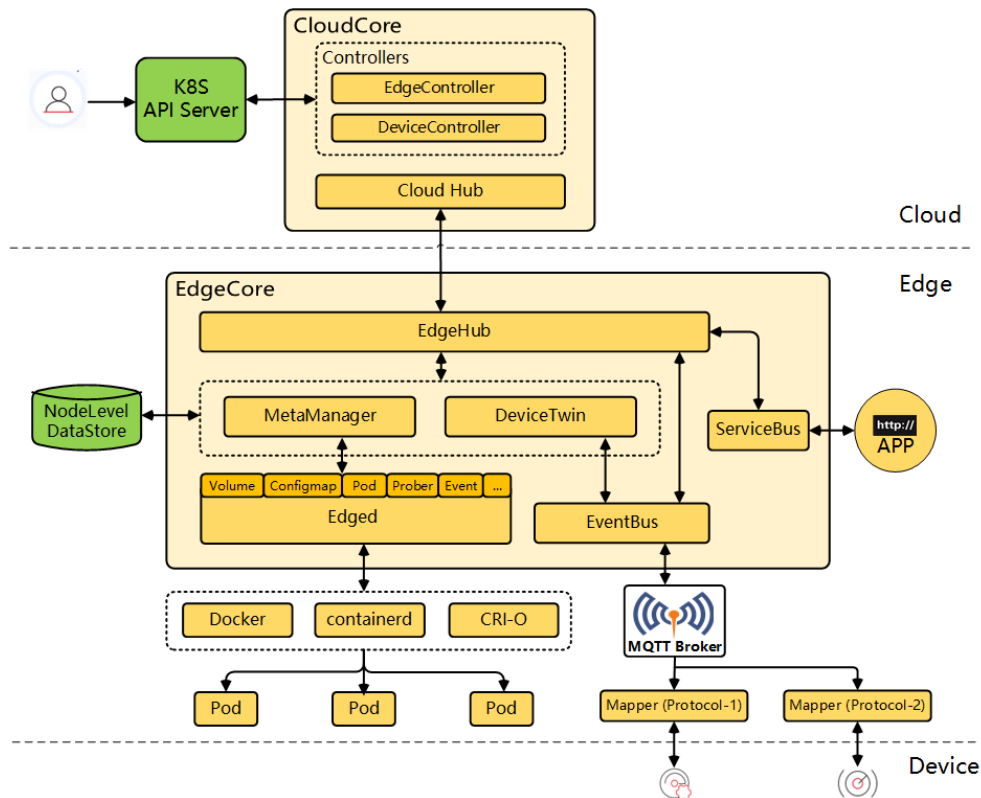 CloudCore
Controllers
EdgeController
DeviceController
K8S
API Server
Cloud Hub
Cloud
Edge
EdgeCore
EdgeHub
NodeLevel
DataStore
MetaManager
DeviceTwin
ServiceBus
http://
APP
Volume
Configmap
Pod
Prober
Event
...
Edged
EventBus
Docker
containerd
CRI-O
MQTT Broker
Pod
Pod
Pod
Mapper (Protocol-1)
Mapper (Protocol-2)
Device